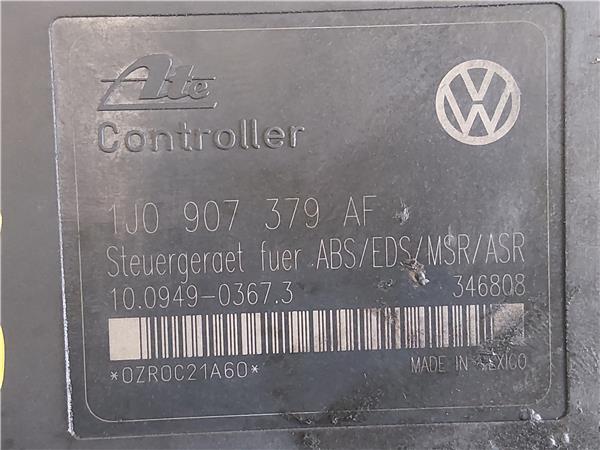 Ate
Controller
1J0 907 379 AF
Steuergeraet fuer ABS/EDS/MSR/ASR
10.0949-0367.3 346808
*0ZR0C21A60* MADE IN MEXICO